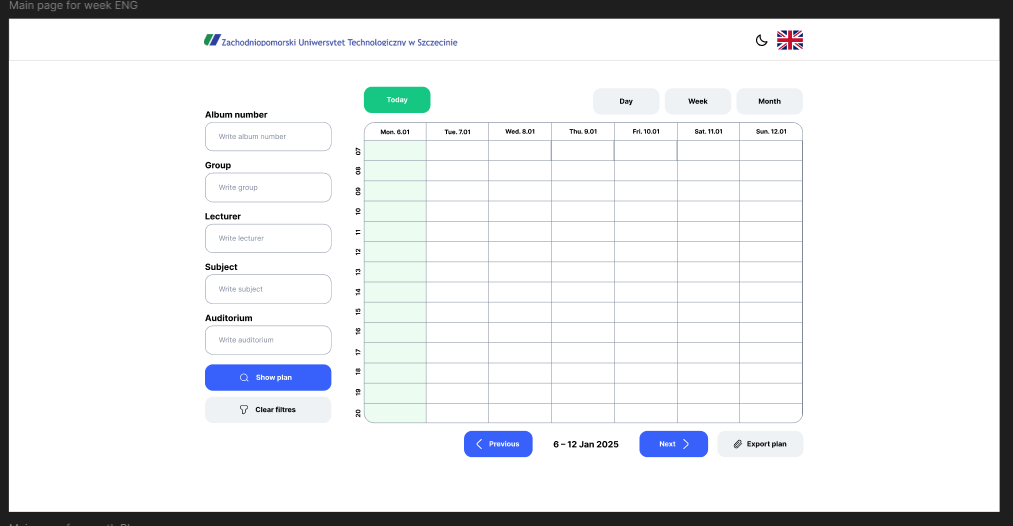 Main page for week ENG
Zachodniopomorski Uniwersytet Technologiczny w Szczecinie
Today
Day
Week
Month
Album number
Write album number
Group
Write group
Lecturer
Write lecturer
Subject
Write subject
Auditorium
Write auditorium
Show plan
Clear filtres
Mon. 6.01 Tue. 7.01 Wed. 8.01 Thu. 9.01 Fri. 10.01 Sat. 11.01 Sun. 12.01
07
08
09
10
11
12
13
14
15
16
17
18
19
20
Previous
6 – 12 Jan 2025
Next
Export plan